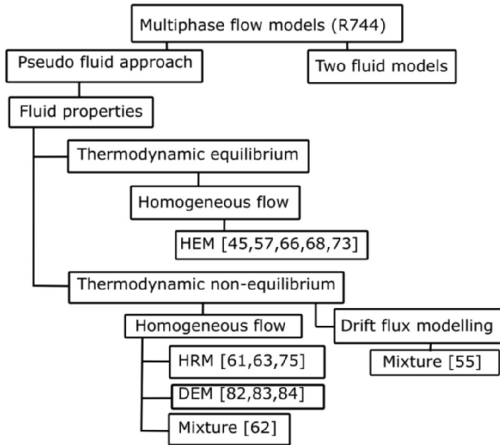 Multiphase flow models (R744)
Pseudo fluid approach
Two fluid models
Fluid properties
Thermodynamic equilibrium
Homogeneous flow
HEM [45,57,66,68,73]
Thermodynamic non-equilibrium
Homogeneous flow
Drift flux modelling
HRM [61,63,75]
Mixture [55]
DEM [82,83,84]
Mixture [62]